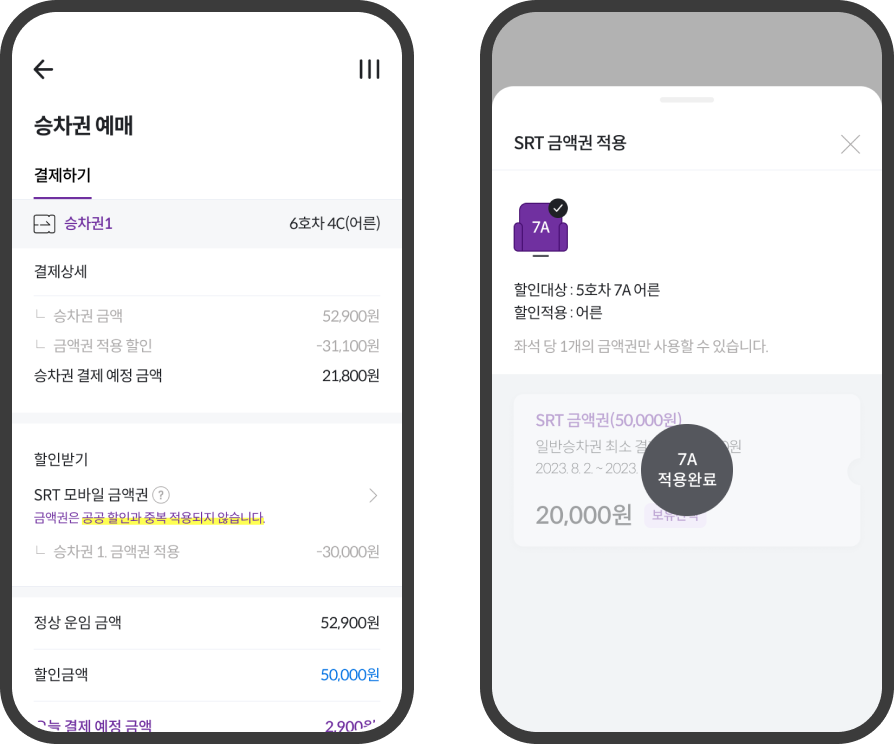 승차권 예매
결제하기
승차권1 6호차 4C(어른)
결제상세
승차권 금액 52,900원
금액권 적용 할인 -31,100원
승차권 결제 예정 금액 21,800원
할인받기
SRT 모바일 금액권 ?
금액권은 공공 할인과 중복 적용되지 않습니다.
승차권 1. 금액권 적용 -30,000원
정상 운임 금액 52,900원
할인금액 50,000원
오늘 결제 예정 금액 2,900원
SRT 금액권 적용
7A
할인대상 : 5호차 7A 어른
할인적용 : 어른
좌석 당 1개의 금액권만 사용할 수 있습니다.
SRT 금액권(50,000원)
일반승차권 최소
2023. 8. 2. ~ 2023.
7A
적용완료
20,000원